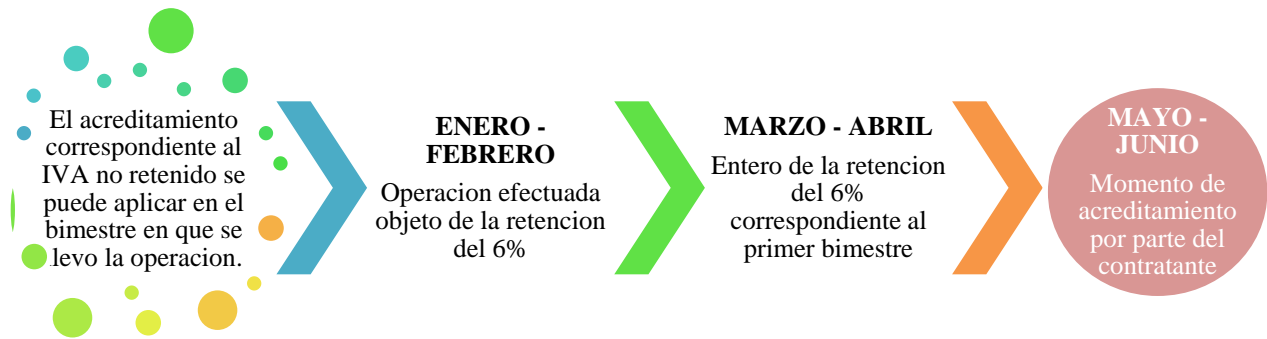 El acreditamiento
correspondiente al
IVA no retenido se
puede aplicar en el
bimestre en que se
llevo la operacion.
ENERO -
FEBRERO
Operacion efectuada
objeto de la retencion
del 6%
MARZO - ABRIL
Entero de la retencion
del 6%
correspondiente al
primer bimestre
MAYO -
JUNIO
Momento de
acreditamiento
por parte del
contratante